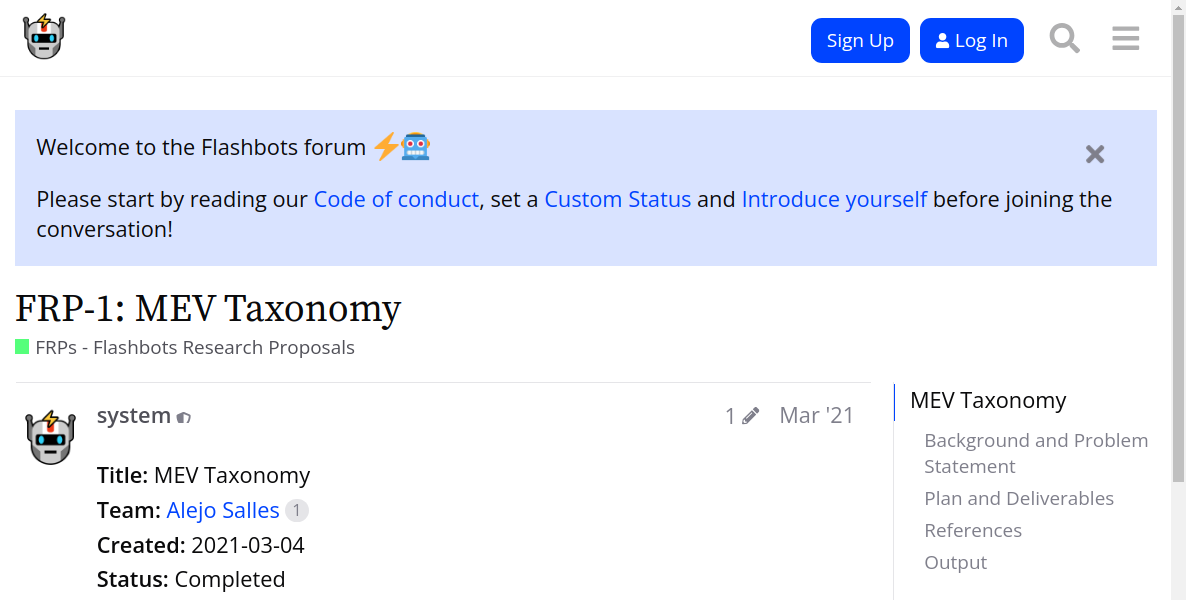 Sign Up
Log In
Welcome to the Flashbots forum
Please start by reading our Code of conduct, set a Custom Status and Introduce yourself before joining the
conversation!
FRP-1: MEV Taxonomy
FRPs - Flashbots Research Proposals
system
1
Mar '21
Title: MEV Taxonomy
Team: Alejo Salles 1
Created: 2021-03-04
Status: Completed
MEV Taxonomy
Background and Problem
Statement
Plan and Deliverables
References
Output